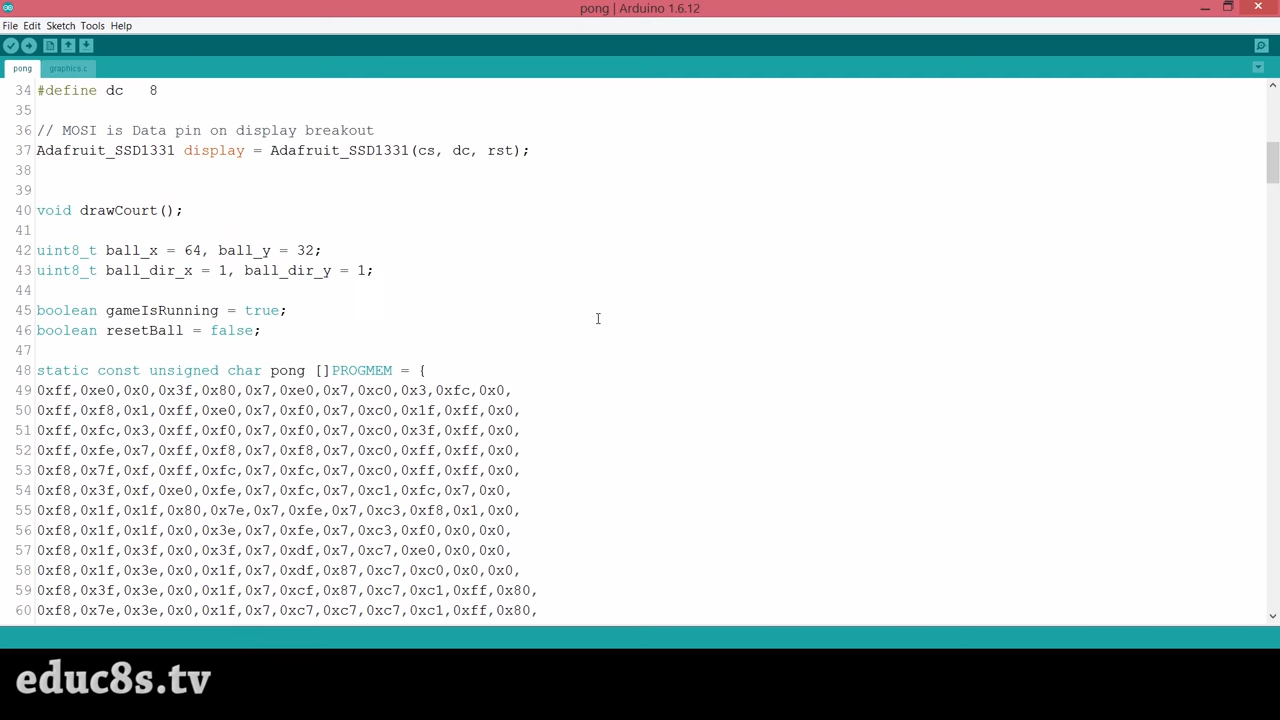 pong | Arduino 1.6.12
File Edit Sketch Tools Help
pong graphics.c
34 #define dc   8
35
36 // MOSI is Data pin on display breakout
37 Adafruit_SSD1331 display = Adafruit_SSD1331(cs, dc, rst);
38
39
40 void drawCourt();
41
42 uint8_t ball_x = 64, ball_y = 32;
43 uint8_t ball_dir_x = 1, ball_dir_y = 1;
44
45 boolean gameIsRunning = true;
46 boolean resetBall = false;
47
48 static const unsigned char pong []PROGMEM = {
49 0xff,0xe0,0x0,0x3f,0x80,0x7,0xe0,0x7,0xc0,0x3,0xfc,0x0,
50 0xff,0xf8,0x1,0xff,0xe0,0x7,0xf0,0x7,0xc0,0x1f,0xff,0x0,
51 0xff,0xfc,0x3,0xff,0xf0,0x7,0xf0,0x7,0xc0,0x3f,0xff,0x0,
52 0xff,0xfe,0x7,0xff,0xf8,0x7,0xf8,0x7,0xc0,0xff,0xff,0x0,
53 0xf8,0x7f,0xf,0xff,0xfc,0x7,0xfc,0x7,0xc0,0xff,0xff,0x0,
54 0xf8,0x3f,0xf,0xe0,0xfe,0x7,0xfc,0x7,0xc1,0xfc,0x7,0x0,
55 0xf8,0x1f,0x1f,0x80,0x7e,0x7,0xfe,0x7,0xc3,0xf8,0x1,0x0,
56 0xf8,0x1f,0x1f,0x0,0x3e,0x7,0xfe,0x7,0xc3,0xf0,0x0,0x0,
57 0xf8,0x1f,0x3f,0x0,0x3f,0x7,0xdf,0x7,0xc7,0xe0,0x0,0x0,
58 0xf8,0x1f,0x3e,0x0,0x1f,0x7,0xdf,0x87,0xc7,0xc0,0x0,0x0,
59 0xf8,0x3f,0x3e,0x0,0x1f,0x7,0xcf,0x87,0xc7,0xc1,0xff,0x80,
60 0xf8,0x7e,0x3e,0x0,0x1f,0x7,0xc7,0xc7,0xc7,0xc1,0xff,0x80,
educ8s.tv